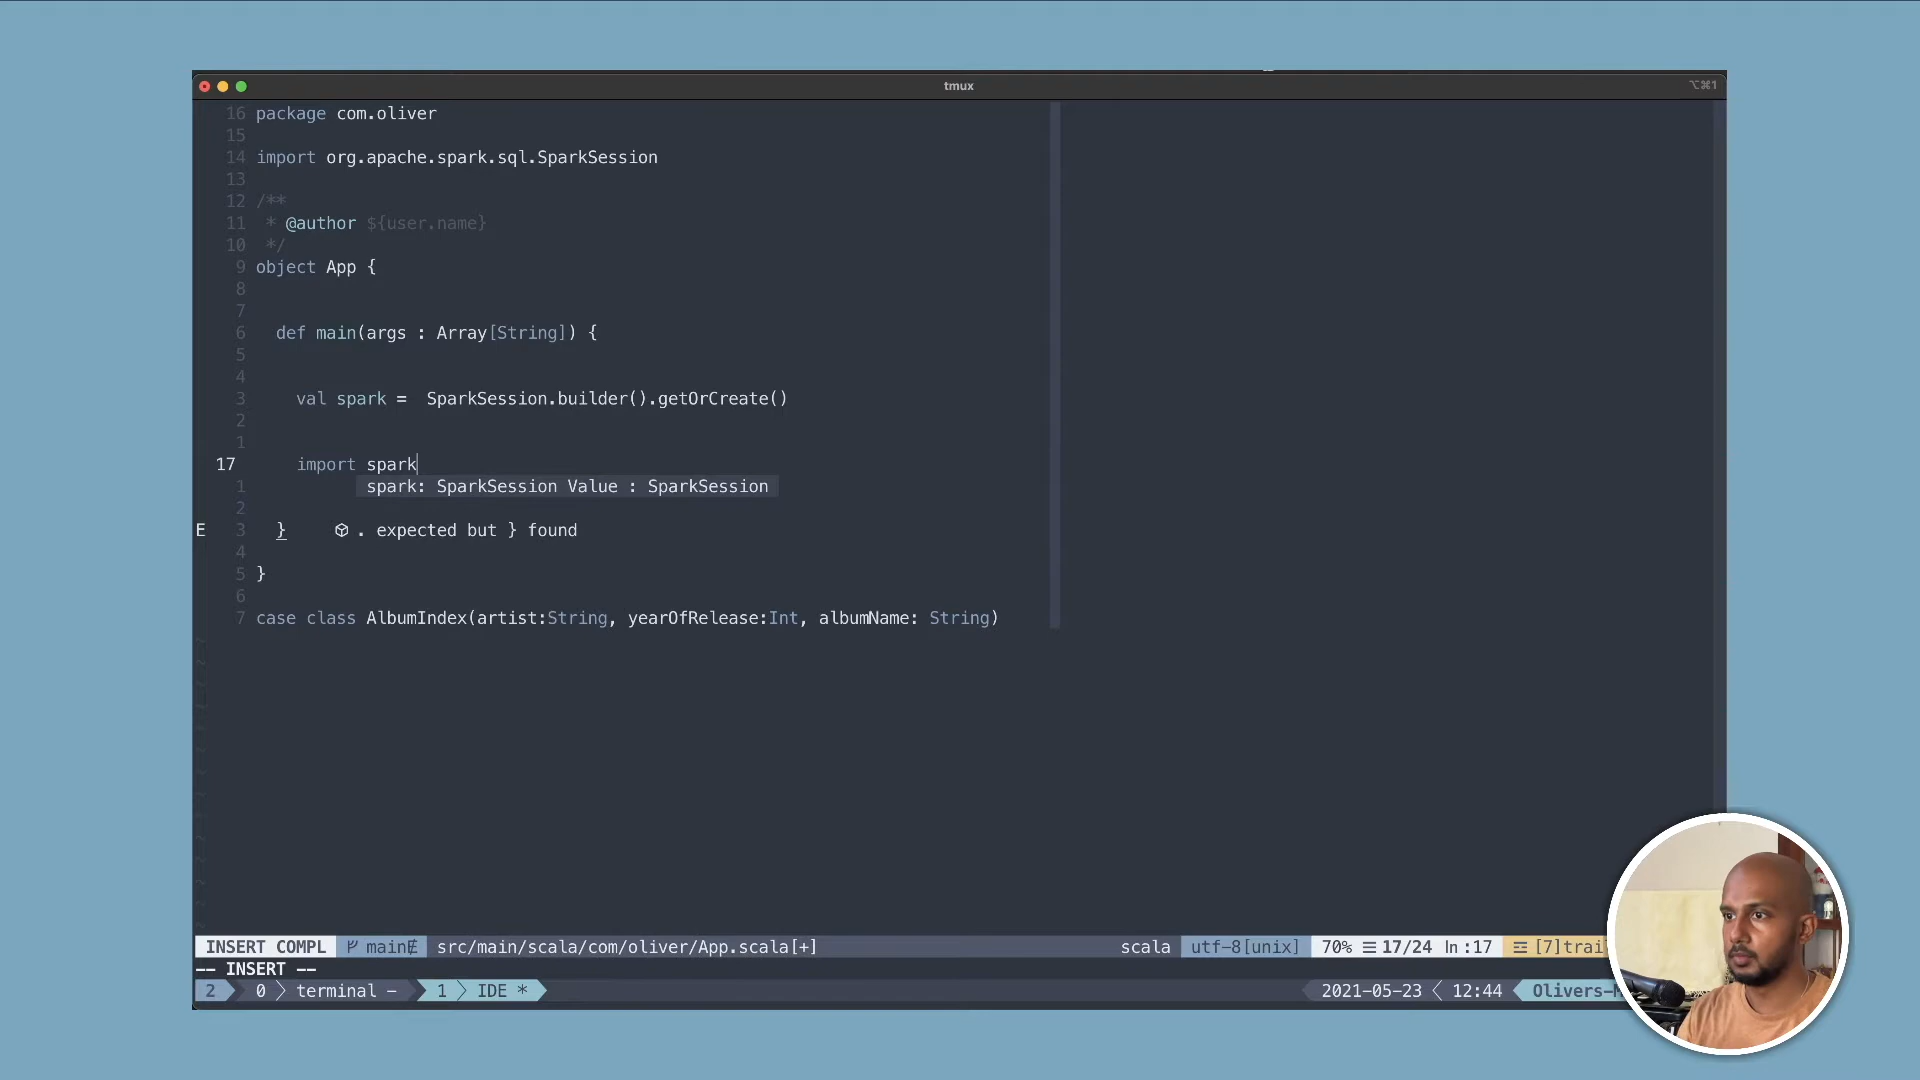 tmux
⌥⌘1
16 package com.oliver
15
14 import org.apache.spark.sql.SparkSession
13
12 /**
11 * @author ${user.name}
10 */
9 object App {
8
7
6 def main(args : Array[String]) {
5
4
3 val spark =  SparkSession.builder().getOrCreate()
2
1
17 import spark
1 spark: SparkSession Value : SparkSession
2
E 3 } . expected but } found
4
5 }
6
7 case class AlbumIndex(artist:String, yearOfRelease:Int, albumName: String)
INSERT COMPL main src/main/scala/com/oliver/App.scala[+] scala utf-8[unix] 70% ☰ 17/24 ln :17 ☲ [7]trai
-- INSERT --
2 0 terminal - 1 IDE * 2021-05-23 12:44 Olivers-M